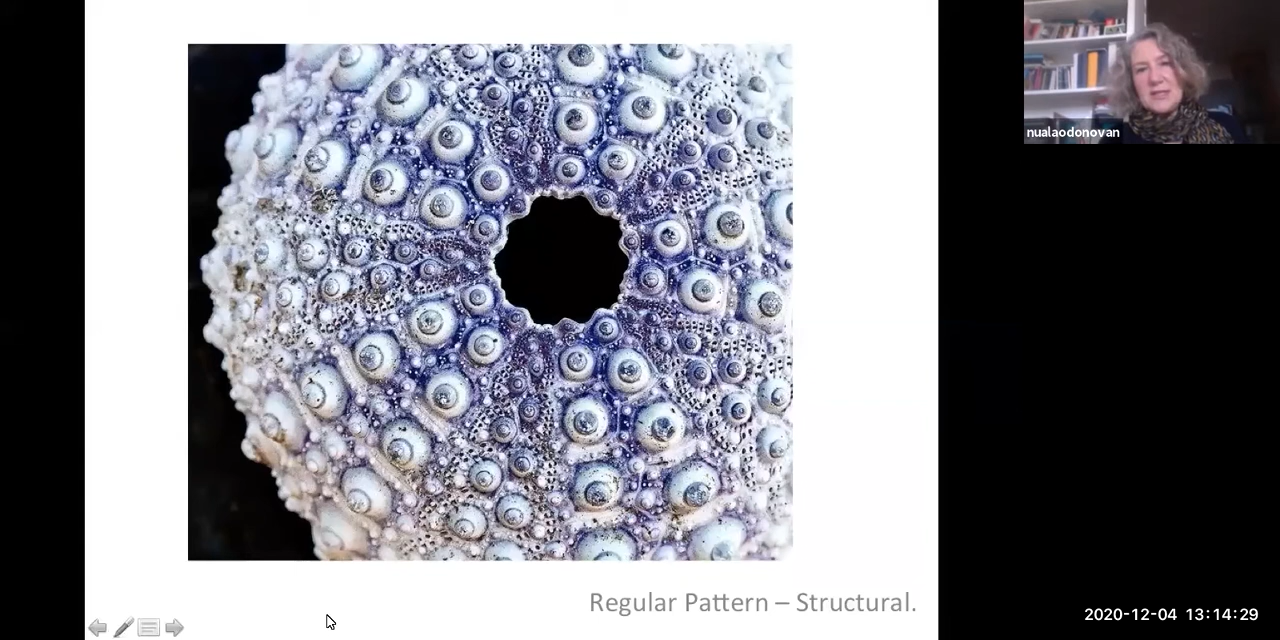 nualaodonovan
Regular Pattern – Structural.
2020-12-04 13:14:29